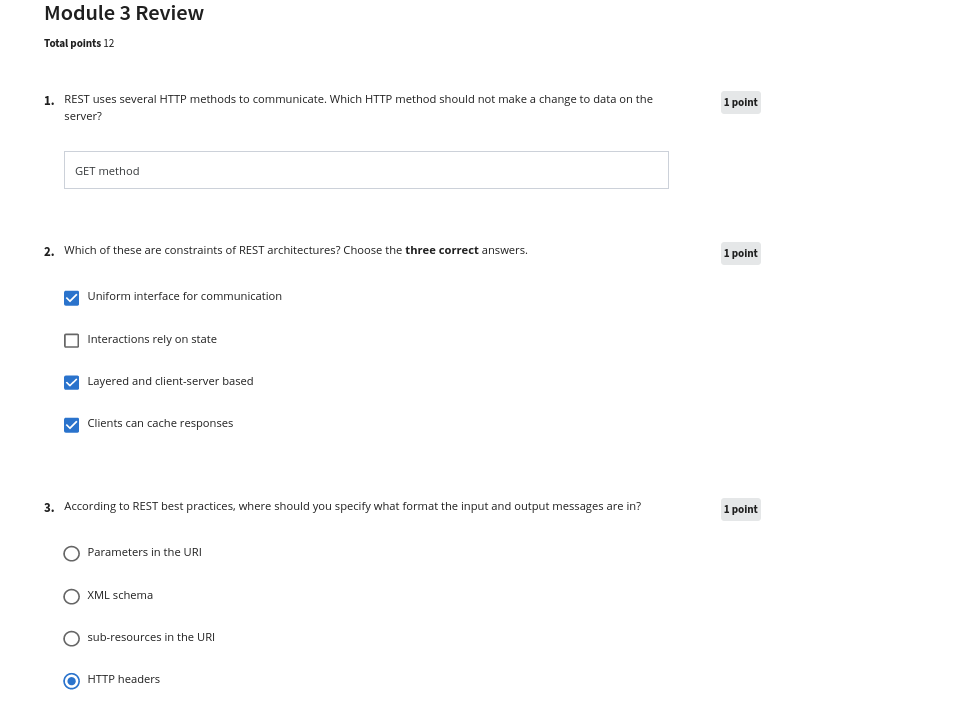 Module 3 Review
Total points 12
1. REST uses several HTTP methods to communicate. Which HTTP method should not make a change to data on the
server?
1 point
GET method
2. Which of these are constraints of REST architectures? Choose the three correct answers.
1 point
Uniform interface for communication
Interactions rely on state
Layered and client-server based
Clients can cache responses
3. According to REST best practices, where should you specify what format the input and output messages are in?
1 point
Parameters in the URI
XML schema
sub-resources in the URI
HTTP headers